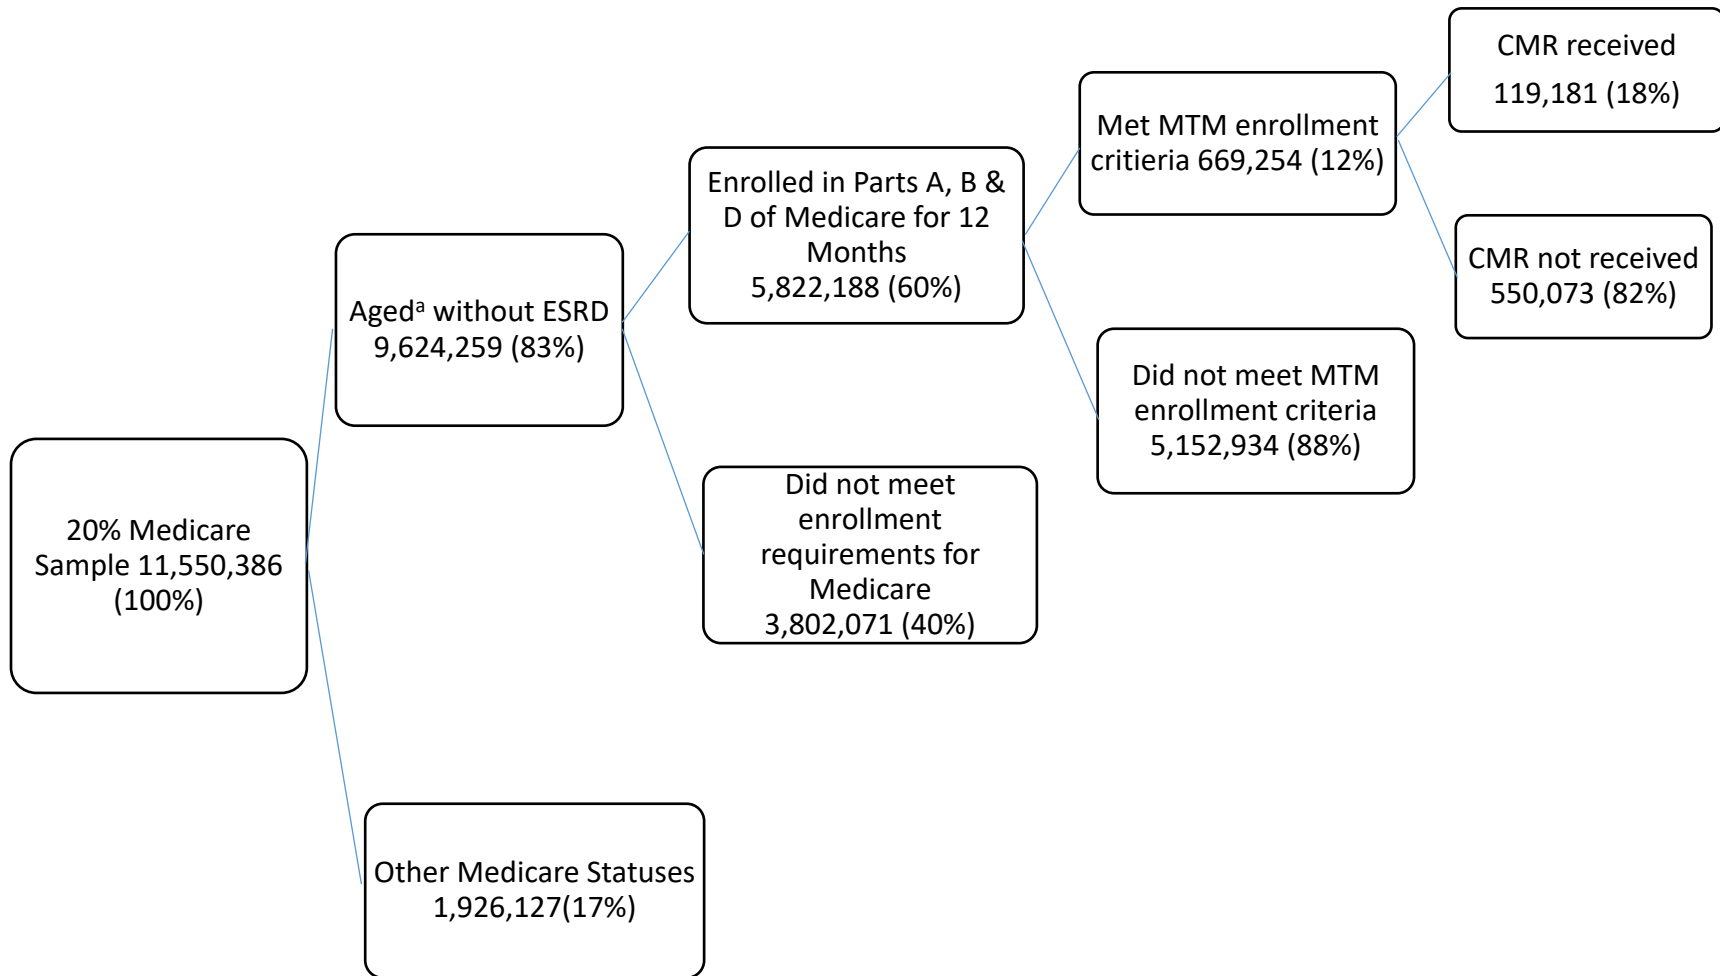 20% Medicare
Sample 11,550,386
(100%)
Agedᵃ without ESRD
9,624,259 (83%)
Other Medicare Statuses
1,926,127(17%)
Enrolled in Parts A, B &
D of Medicare for 12
Months
5,822,188 (60%)
Did not meet
enrollment
requirements for
Medicare
3,802,071 (40%)
Met MTM enrollment
critieria 669,254 (12%)
Did not meet MTM
enrollment criteria
5,152,934 (88%)
CMR received
119,181 (18%)
CMR not received
550,073 (82%)